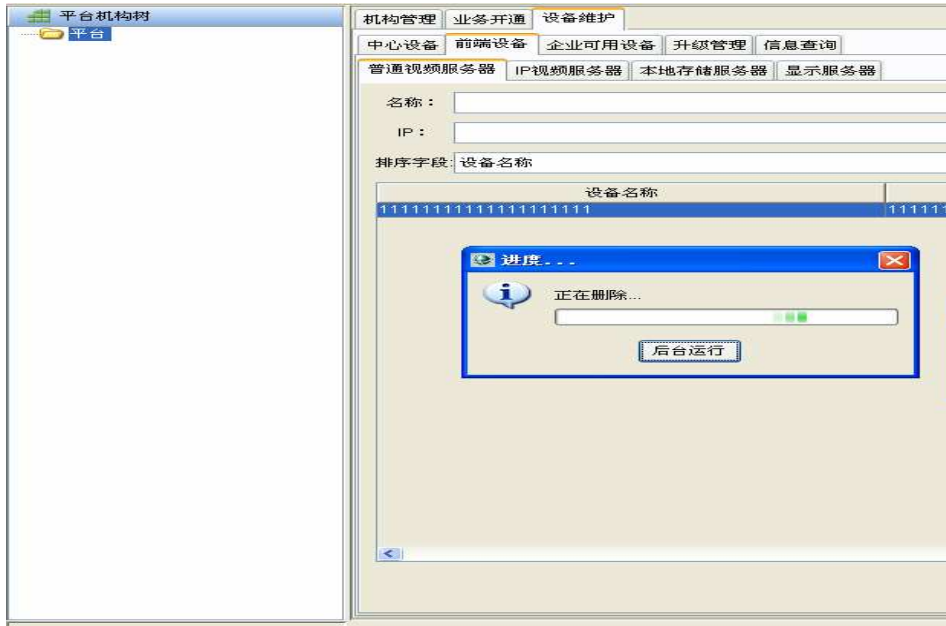 平台机构树
平台
机构管理 业务开通 设备维护
中心设备 前端设备 企业可用设备 升级管理 信息查询
普通视频服务器 IP视频服务器 本地存储服务器 显示服务器
名称：
IP：
排序字段: 设备名称
设备名称
11111111111111111111 111111
进度...
正在删除...
后台运行